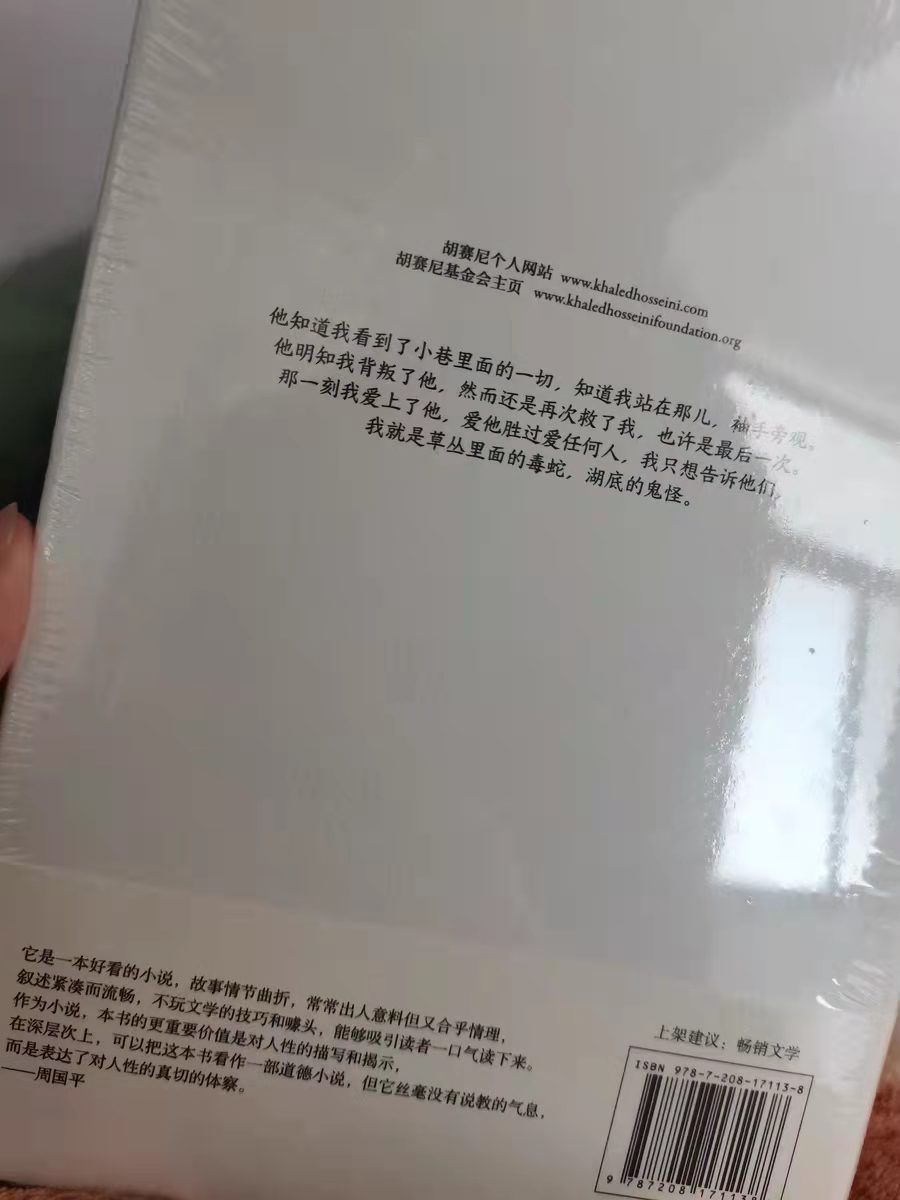 胡赛尼个人网站 www.khaledhosseini.com
胡赛尼基金会主页 www.khaledhosseinifoundation.org
他知道我看到了小巷里面的一切，知道我站在那儿，袖手旁观。
他明知我背叛了他，然而还是再次救了我，也许是最后一次。
那一刻我爱上了他，爱他胜过爱任何人，我只想告诉他们，
我就是草丛里面的毒蛇，湖底的鬼怪。
它是一本好看的小说，故事情节曲折，常常出人意料但又合乎情理，
叙述紧凑而流畅，不玩文学的技巧和噱头，能够吸引读者一口气读下来。
作为小说，本书的更重要价值是对人性的描写和揭示，
在深层次上，可以把这本书看作一部道德小说，但它丝毫没有说教的气息，
而是表达了对人性的真切的体察。
——周国平
上架建议：畅销文学
ISBN 978-7-208-17113-8
9 787208 171138